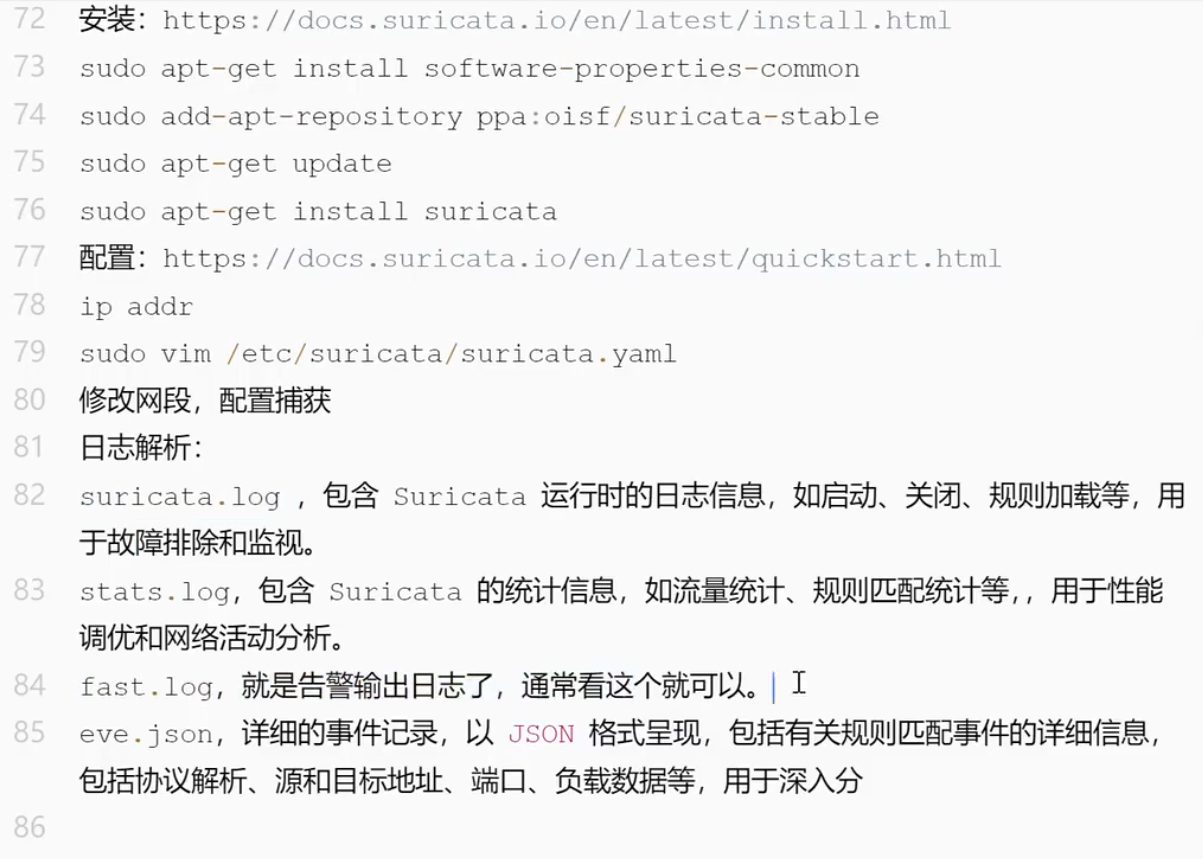 72 安装：https://docs.suricata.io/en/latest/install.html
73 sudo apt-get install software-properties-common
74 sudo add-apt-repository ppa:oisf/suricata-stable
75 sudo apt-get update
76 sudo apt-get install suricata
77 配置：https://docs.suricata.io/en/latest/quickstart.html
78 ip addr
79 sudo vim /etc/suricata/suricata.yaml
80 修改网段，配置捕获
81 日志解析：
82 suricata.log ，包含 Suricata 运行时的日志信息，如启动、关闭、规则加载等，用
于故障排除和监视。
83 stats.log，包含 Suricata 的统计信息，如流量统计、规则匹配统计等，，用于性能
调优和网络活动分析。
84 fast.log，就是告警输出日志了，通常看这个就可以。
85 eve.json，详细的事件记录，以 JSON 格式呈现，包括有关规则匹配事件的详细信息，
包括协议解析、源和目标地址、端口、负载数据等，用于深入分
86